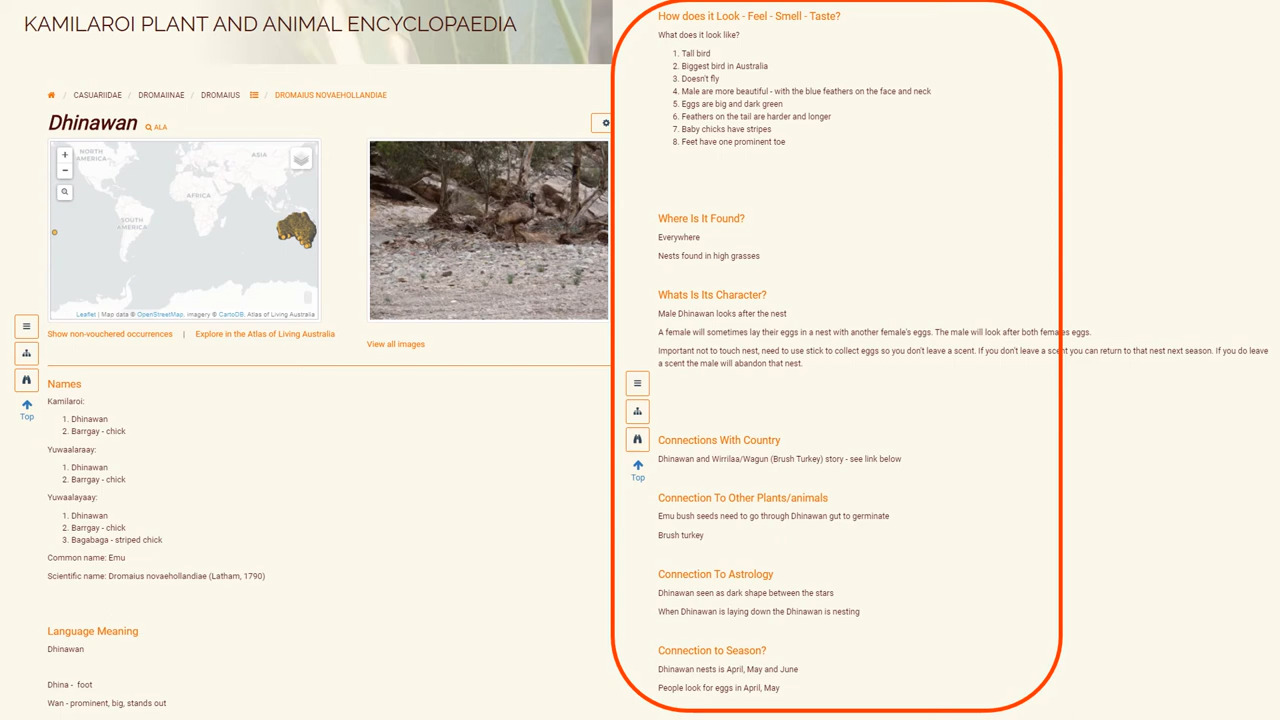 KAMILAROI PLANT AND ANIMAL ENCYCLOPAEDIA
/ CASUARIIDAE / DROMAIINAE / DROMAIUS / DROMAIUS NOVAEHOLLANDIAE
Dhinawan ALA
+
−
NORTH AMERICA
ASIA
AFRICA
SOUTH AMERICA
Leaflet | Map data © OpenStreetMap, imagery © CartoDB, Atlas of Living Australia
Show non-vouchered occurrences | Explore in the Atlas of Living Australia
View all images
Top
Names
Kamilaroi:
1. Dhinawan
2. Barrgay - chick
Yuwaalaraay:
1. Dhinawan
2. Barrgay - chick
Yuwaalayaay:
1. Dhinawan
2. Barrgay - chick
3. Bagabaga - striped chick
Common name: Emu
Scientific name: Dromaius novaehollandiae (Latham, 1790)
Language Meaning
Dhinawan
Dhina - foot
Wan - prominent, big, stands out
How does it Look - Feel - Smell - Taste?
What does it look like?
1. Tall bird
2. Biggest bird in Australia
3. Doesn't fly
4. Male are more beautiful - with the blue feathers on the face and neck
5. Eggs are big and dark green
6. Feathers on the tail are harder and longer
7. Baby chicks have stripes
8. Feet have one prominent toe
Where Is It Found?
Everywhere
Nests found in high grasses
Whats Is Its Character?
Male Dhinawan looks after the nest
A female will sometimes lay their eggs in a nest with another female's eggs. The male will look after both females eggs.
Important not to touch nest, need to use stick to collect eggs so you don't leave a scent. If you don't leave a scent you can return to that nest next season. If you do leave
a scent the male will abandon that nest.
Top
Connections With Country
Dhinawan and Wirrilaa/Wagun (Brush Turkey) story - see link below
Connection To Other Plants/animals
Emu bush seeds need to go through Dhinawan gut to germinate
Brush turkey
Connection To Astrology
Dhinawan seen as dark shape between the stars
When Dhinawan is laying down the Dhinawan is nesting
Connection to Season?
Dhinawan nests is April, May and June
People look for eggs in April, May